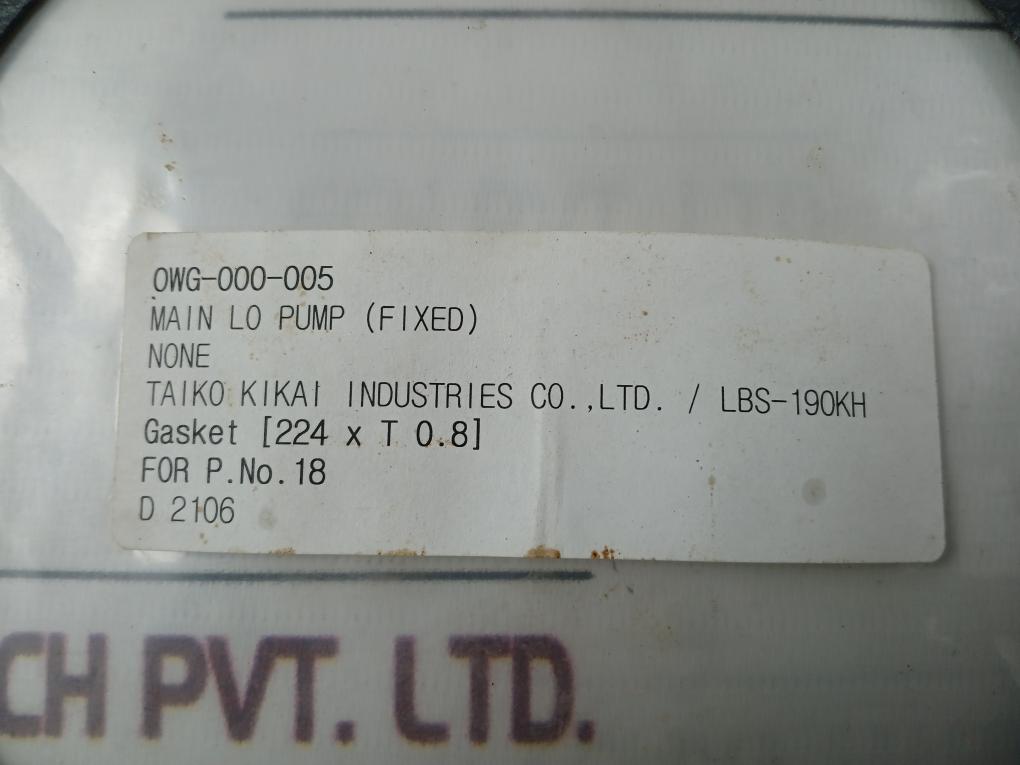 OWG-000-005
MAIN LO PUMP (FIXED)
NONE
TAIKO KIKAI INDUSTRIES CO.,LTD. / LBS-190KH
Gasket [224 x T 0.8]
FOR P.No.18
D 2106
CH PVT. LTD.